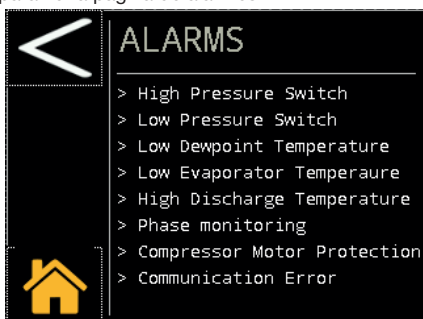 ALARMS
> High Pressure Switch
> Low Pressure Switch
> Low Dewpoint Temperature
> Low Evaporator Temperaure
> High Discharge Temperature
> Phase monitoring
> Compressor Motor Protection
> Communication Error